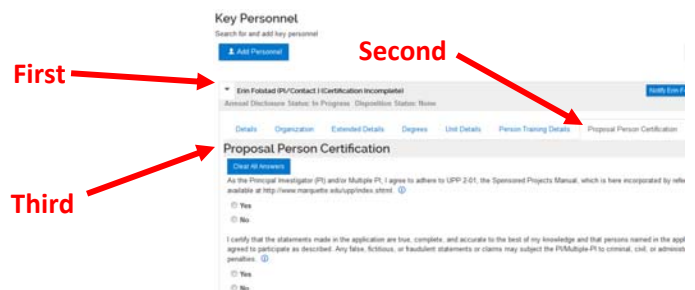 Key Personnel
Search for and add key personnel
Add Personnel
Second
First
Erin Folstad (PI/Contact) (Certification Incomplete)
Notify Erin
Annual Disclosure Status: In Progress Disposition Status: None
Details Organization Extended Details Degrees Unit Details Person Training Details Proposal Person Certification
Proposal Person Certification
Clear All Answers
Third
As the Principal Investigator (PI) and/or Multiple PI, I agree to adhere to UPP 2-01, the Sponsored Projects Manual, which is here incorporated by refe
available at http://www.marquette.edu/upp/index.shtml.
Yes
No
I certify that the statements made in the application are true, complete, and accurate to the best of my knowledge and that persons named in the appl
agreed to participate as described. Any false, fictitious, or fraudulent statements or claims may subject the PI/Multiple-PI to criminal, civil, or administ
penalties.
Yes
No